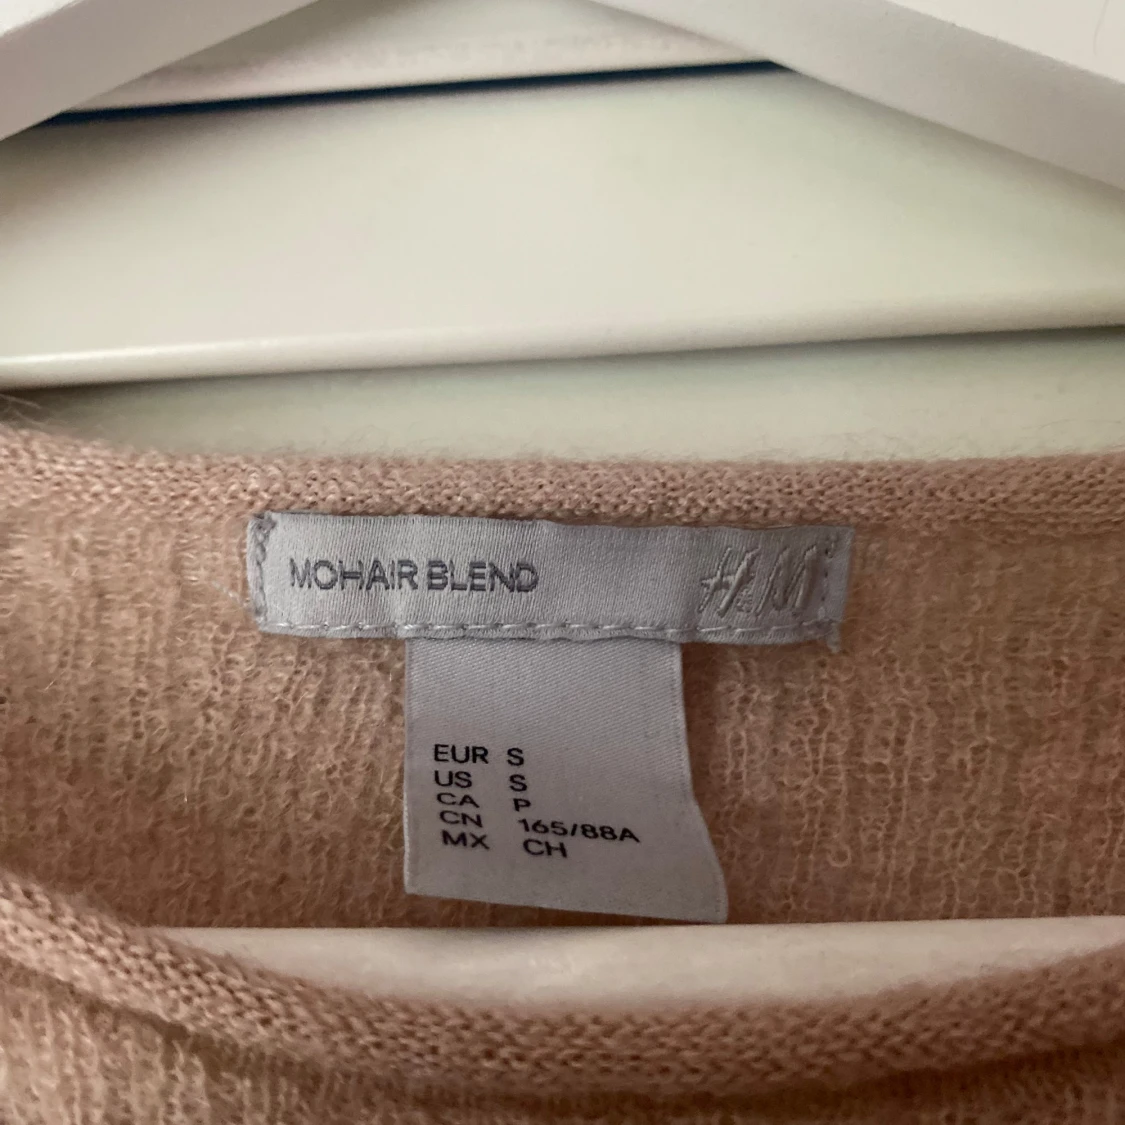 MOHAIR BLEND H&M
EUR S
US S
CA P
CN 165/88A
MX CH